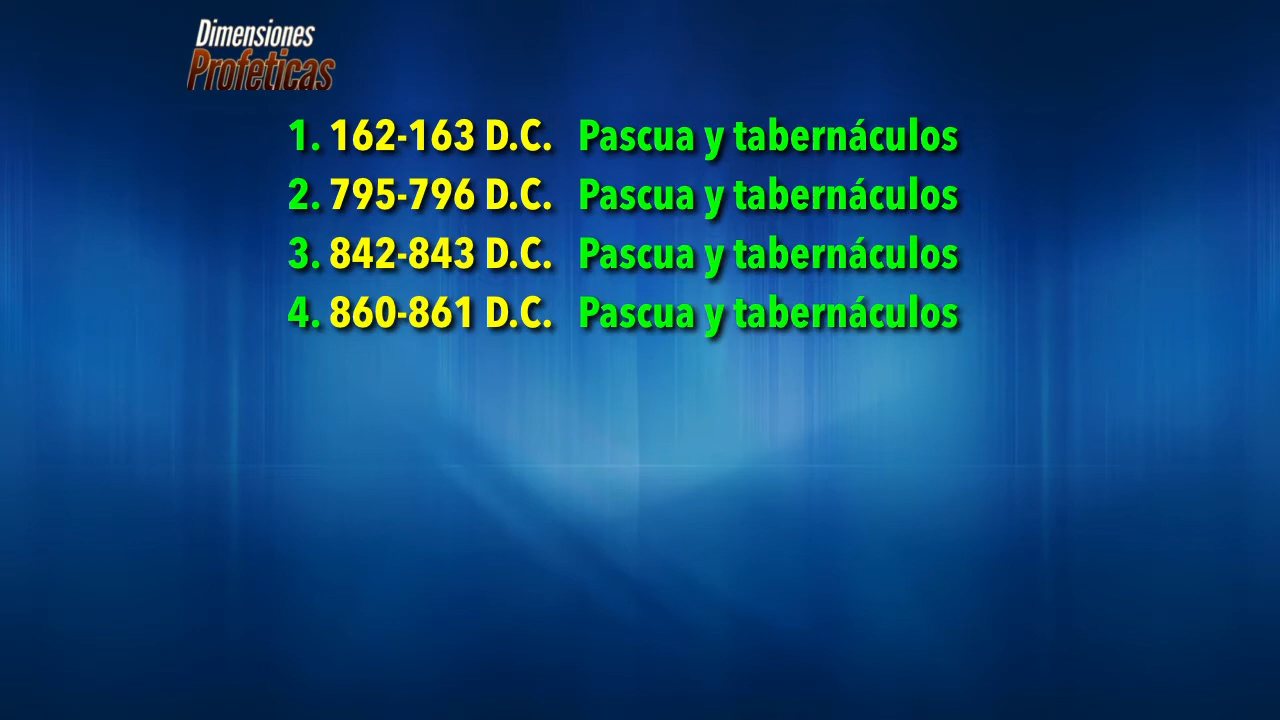 Dimensiones
Profeticas
1. 162-163 D.C. Pascua y tabernáculos
2. 795-796 D.C. Pascua y tabernáculos
3. 842-843 D.C. Pascua y tabernáculos
4. 860-861 D.C. Pascua y tabernáculos